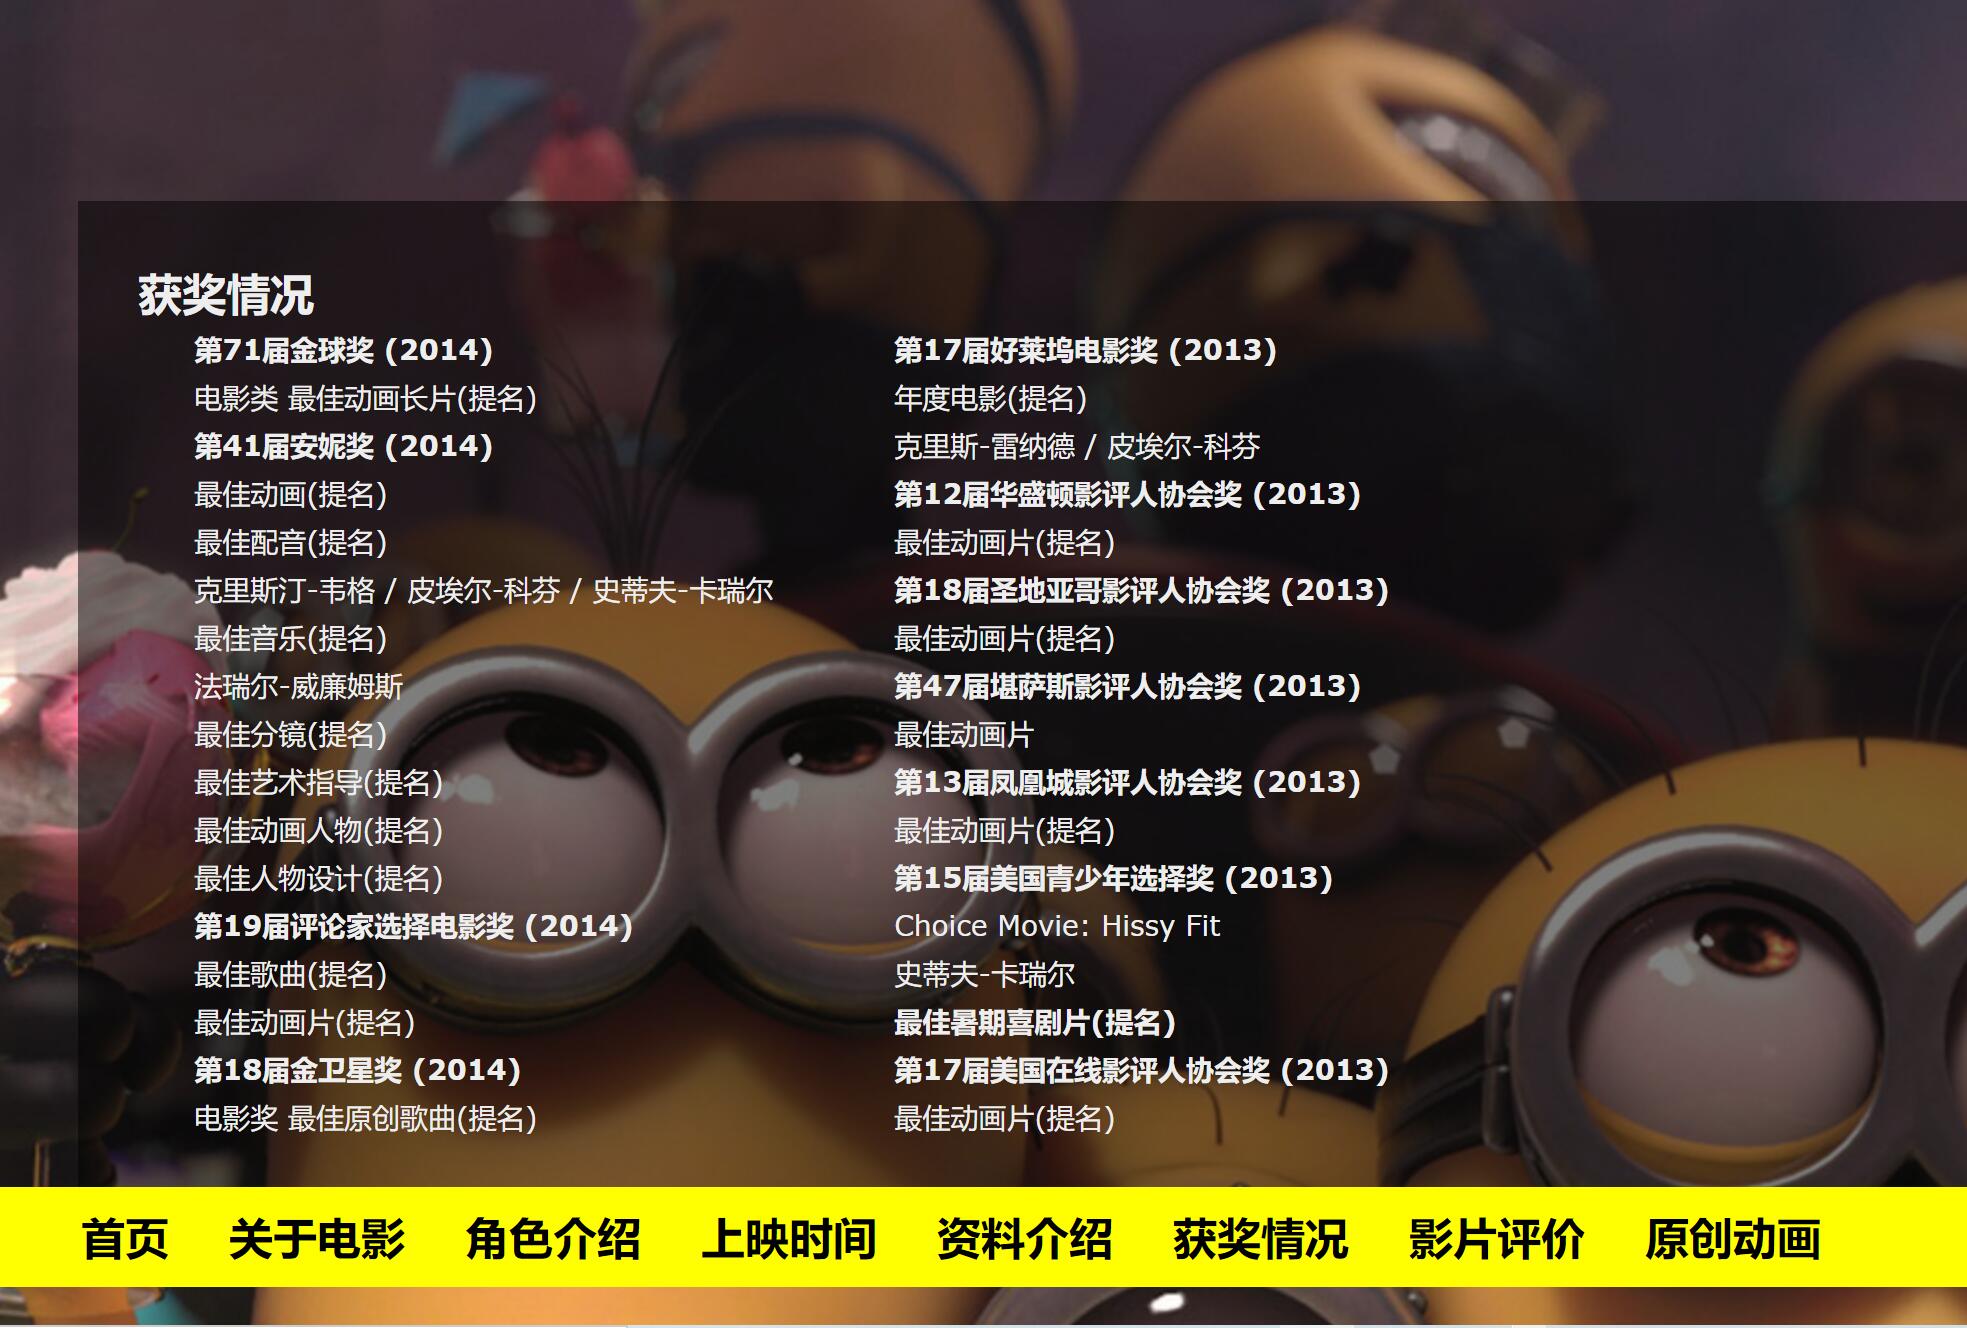 获奖情况
第71届金球奖 (2014)
电影类 最佳动画长片(提名)
第41届安妮奖 (2014)
最佳动画(提名)
最佳配音(提名)
克里斯汀-韦格 / 皮埃尔-科芬 / 史蒂夫-卡瑞尔
最佳音乐(提名)
法瑞尔-威廉姆斯
最佳分镜(提名)
最佳艺术指导(提名)
最佳动画人物(提名)
最佳人物设计(提名)
第19届评论家选择电影奖 (2014)
最佳歌曲(提名)
最佳动画片(提名)
第18届金卫星奖 (2014)
电影奖 最佳原创歌曲(提名)
第17届好莱坞电影奖 (2013)
年度电影(提名)
克里斯-雷纳德 / 皮埃尔-科芬
第12届华盛顿影评人协会奖 (2013)
最佳动画片(提名)
第18届圣地亚哥影评人协会奖 (2013)
最佳动画片(提名)
第47届堪萨斯影评人协会奖 (2013)
最佳动画片
第13届凤凰城影评人协会奖 (2013)
最佳动画片(提名)
第15届美国青少年选择奖 (2013)
Choice Movie: Hissy Fit
史蒂夫-卡瑞尔
最佳暑期喜剧片(提名)
第17届美国在线影评人协会奖 (2013)
最佳动画片(提名)
首页 关于电影 角色介绍 上映时间 资料介绍 获奖情况 影片评价 原创动画